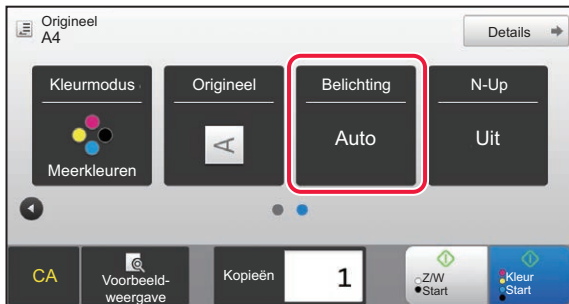 Origineel
A4
Details
Kleurmodus
Origineel
Belichting
N-Up
Meerkleuren
A
Auto
Uit
CA
Voorbeeld-
weergave
Kopieën
1
Z/W
Start
Kleur
Start